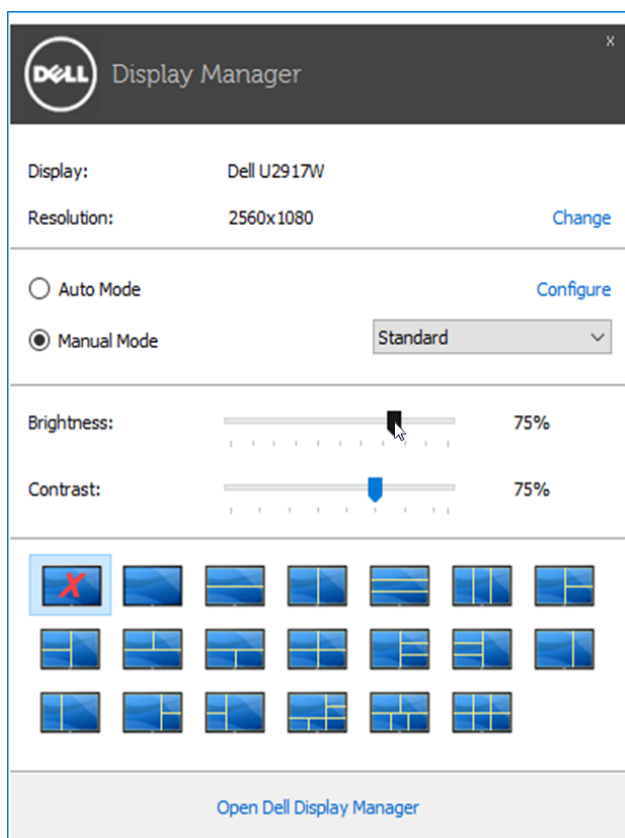 DELL Display Manager x
Display: Dell U2917W
Resolution: 2560x1080 Change
Auto Mode Configure
Manual Mode Standard
Brightness: 75%
Contrast: 75%
X
Open Dell Display Manager